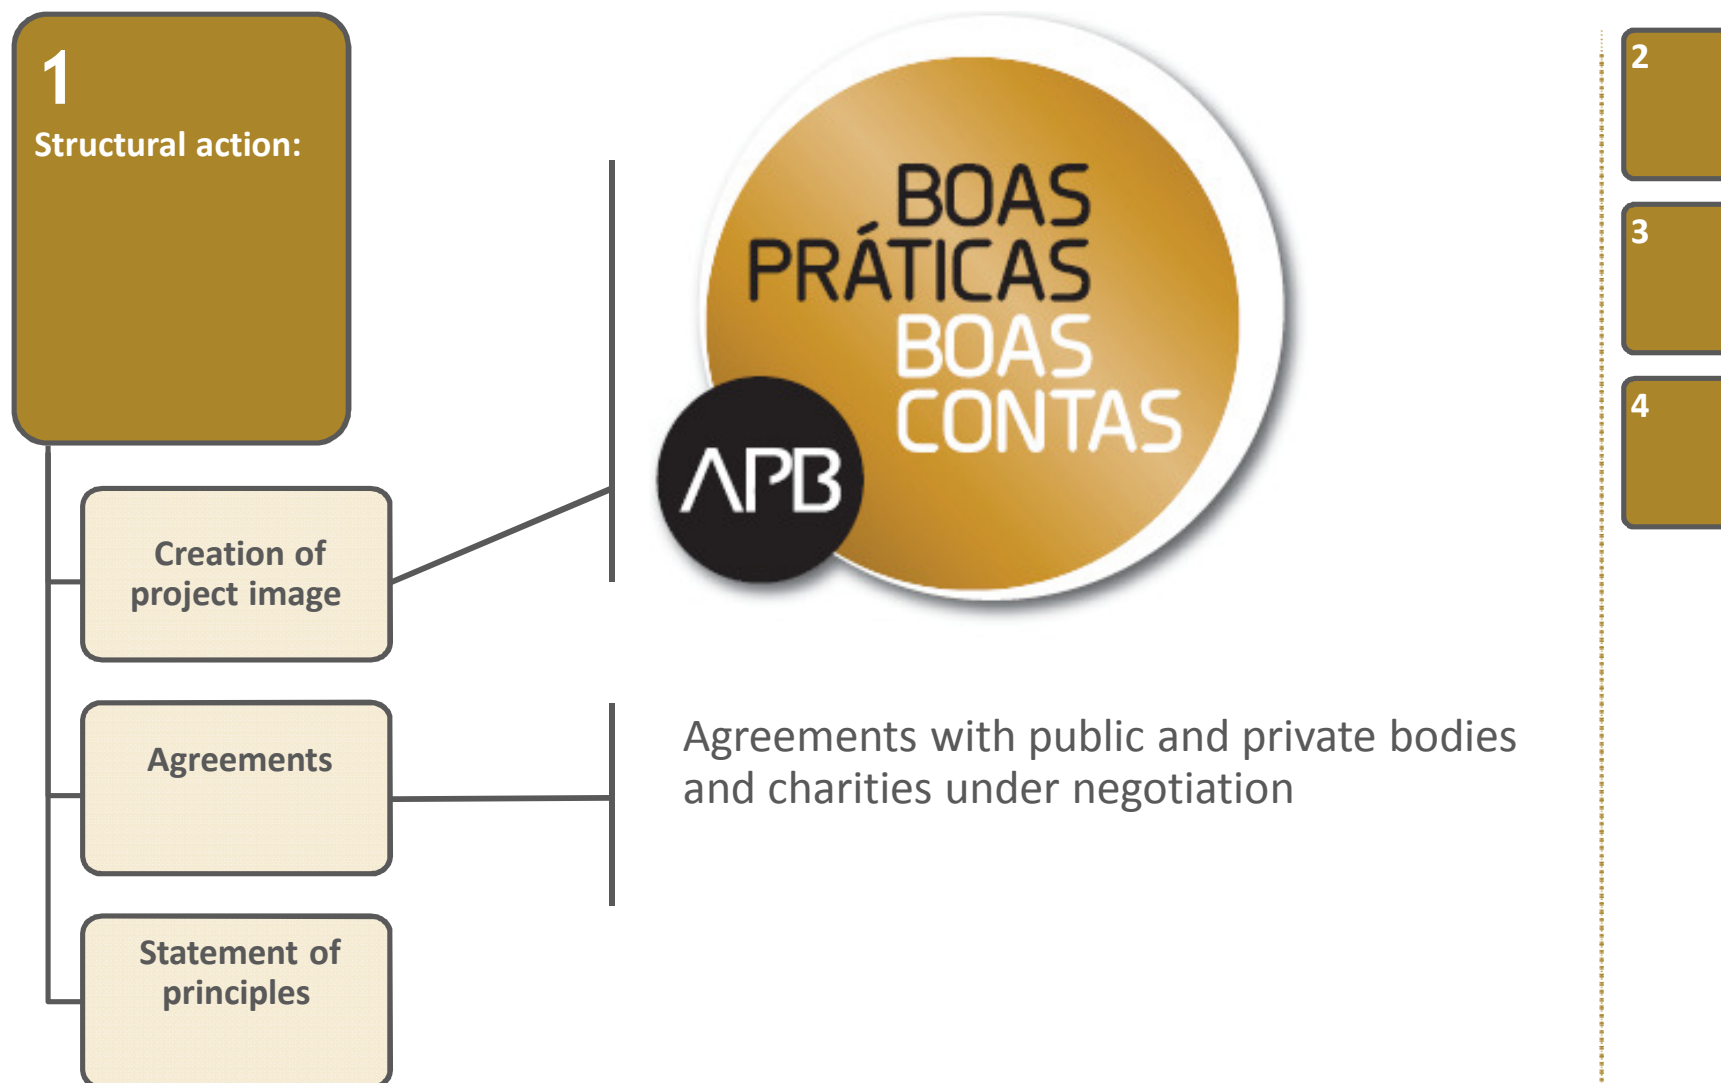 1
Structural action:
Creation of
project image
Agreements
Statement of
principles
BOAS
PRÁTICAS
BOAS
CONTAS
APB
Agreements with public and private bodies
and charities under negotiation
2
3
4